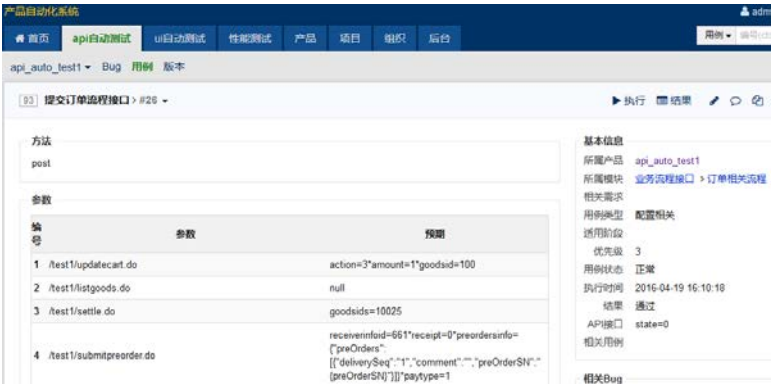 产品自动化系统
首页 api自动测试 ui自动测试 性能测试 产品 项目 组织 后台 用例
api_auto_test1 Bug 用例 版本
93 提交订单流程接口 > #26 执行 结果
方法
post
参数
编号 参数 预期
1 /test1/updatecart.do action=3*amount=1*goodsid=100
2 /test1/listgoods.do null
3 /test1/settle.do goodsids=10025
4 /test1/submitpreorder.do receiverinfoid=661*receipt=0*preordersinfo=
{"preOrders":
[{"deliverySeq":"1","comment":"","preOrderSN":"
{preOrderSN}"}]}*paytype=1
基本信息
所属产品 api_auto_test1
所属模块 业务流程接口 > 订单相关流程
相关需求
用例类型 配置相关
适用阶段
优先级 3
用例状态 正常
执行时间 2016-04-19 16:10:18
结果 通过
API接口 state=0
相关用例
相关Bug